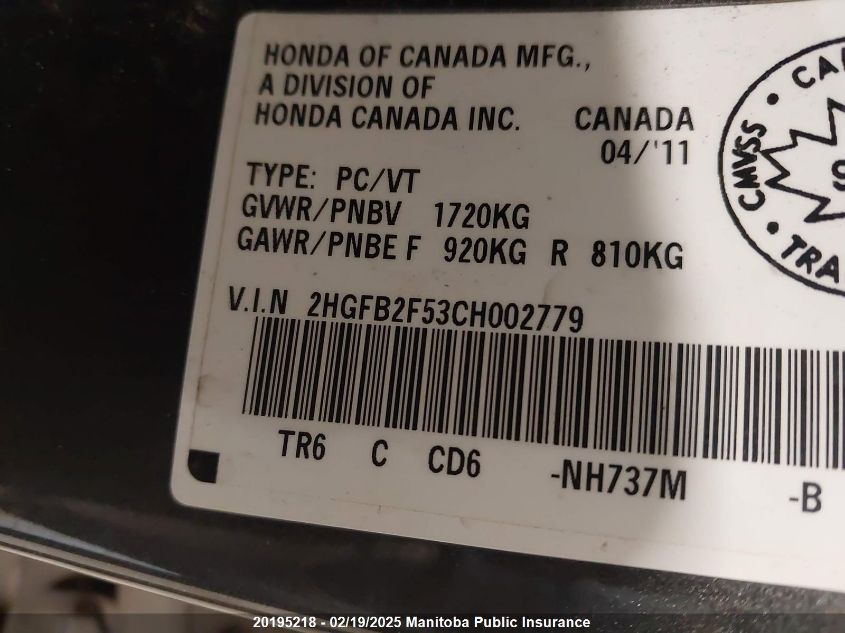 HONDA OF CANADA MFG.,
A DIVISION OF
HONDA CANADA INC. CANADA
04/'11
TYPE: PC/VT
GVWR/PNBV 1720KG
GAWR/PNBE F 920KG R 810KG
V.I.N 2HGFB2F53CH002779
TR6 C CD6 -NH737M -B
CMVSS
20195218 - 02/19/2025 Manitoba Public Insurance